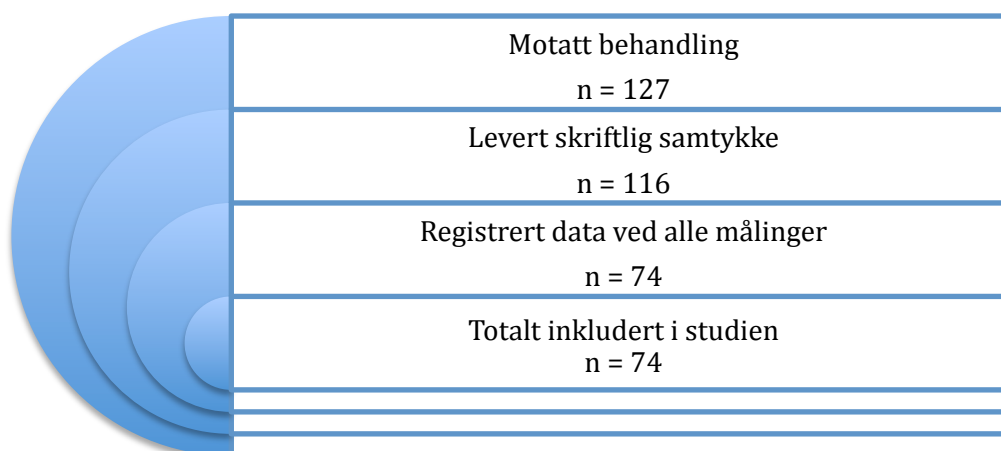 Motatt behandling
n = 127
Levert skriftlig samtykke
n = 116
Registrert data ved alle målinger
n = 74
Totalt inkludert i studien
n = 74